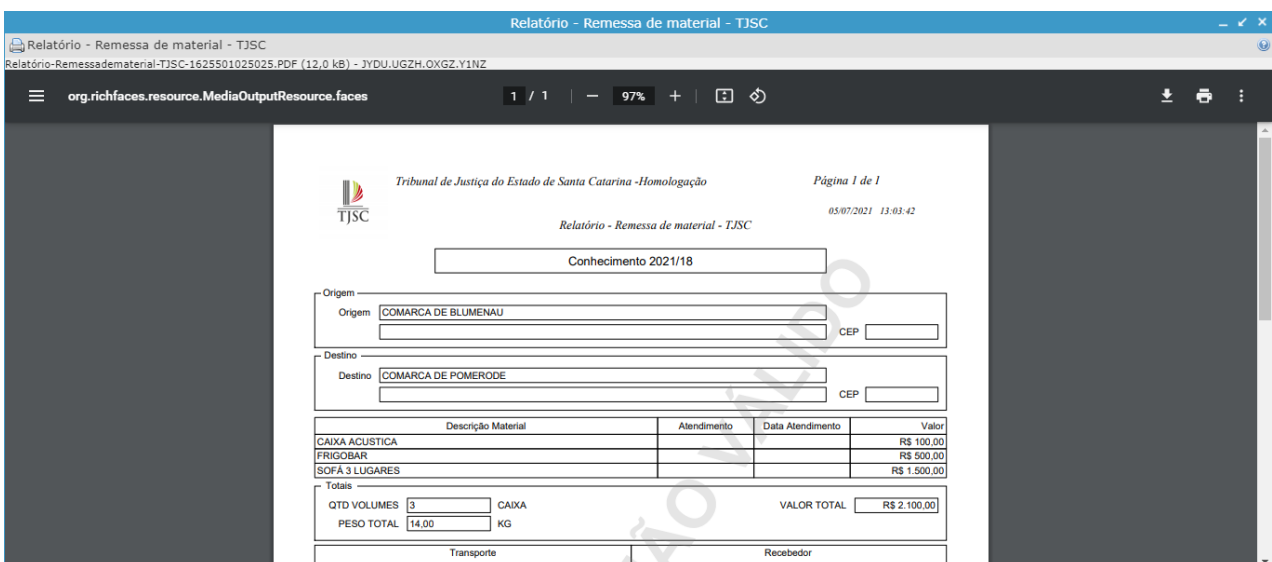 Relatório - Remessa de material - TJSC
Relatório - Remessa de material - TJSC
Relatório-Remessadematerial-TJSC-1625501025025.PDF (12,0 kB) - JYDU.UGZH.OXGZ.Y1NZ
org.richfaces.resource.MediaOutputResource.faces 1 / 1 97%
Tribunal de Justiça do Estado de Santa Catarina -Homologação Página 1 de 1
TJSC
05/07/2021 13:03:42
Relatório - Remessa de material - TJSC
Conhecimento 2021/18
Origem
Origem COMARCA DE BLUMENAU
CEP
Destino
Destino COMARCA DE POMERODE
CEP
Descrição Material Atendimento Data Atendimento Valor
CAIXA ACUSTICA R$ 100,00
FRIGOBAR R$ 500,00
SOFÁ 3 LUGARES R$ 1.500,00
Totais
QTD VOLUMES 3 CAIXA VALOR TOTAL R$ 2.100,00
PESO TOTAL 14,00 KG
Transporte Recebedor
ÃO VÁLIDO